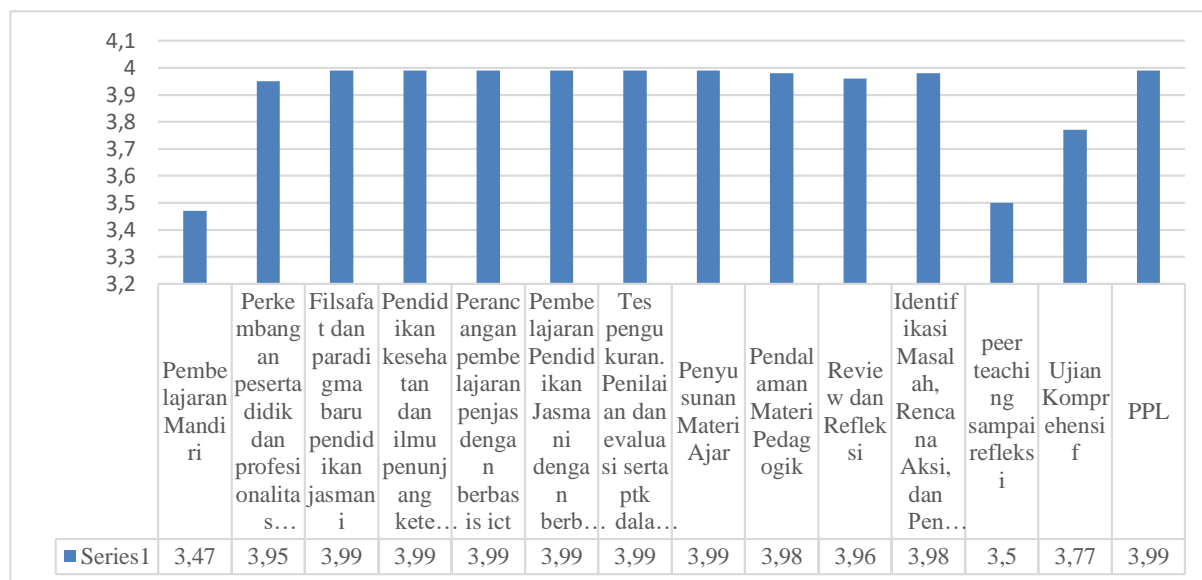 4,1
4
3,9
3,8
3,7
3,6
3,5
3,4
3,3
3,2
Pembe
lajaran
Mandi
ri
Perke
mbang
an
peserta
didik
dan
profesi
onalita
s…
Filsafa
t dan
paradi
gma
baru
pendid
ikan
jasman
i
Pendid
ikan
keseha
tan
dan
ilmu
penunj
ang
kete…
Peranc
angan
pembe
lajaran
penjas
denga
n
berbas
is ict
Pembe
lajaran
Pendid
ikan
Jasma
ni
denga
n
berb…
Tes
pengu
kuran.
Penilai
an dan
evalua
si serta
ptk
dala…
Penyu
sunan
Materi
Ajar
Pendal
aman
Materi
Pedag
ogik
Revie
w dan
Reflek
si
Identif
ikasi
Masal
ah,
Renca
na
Aksi,
dan
Pen…
peer
teachi
ng
sampai
refleks
i
Ujian
Kompr
ehensi
f
PPL
Series1 3,47 3,95 3,99 3,99 3,99 3,99 3,99 3,99 3,98 3,96 3,98 3,5 3,77 3,99